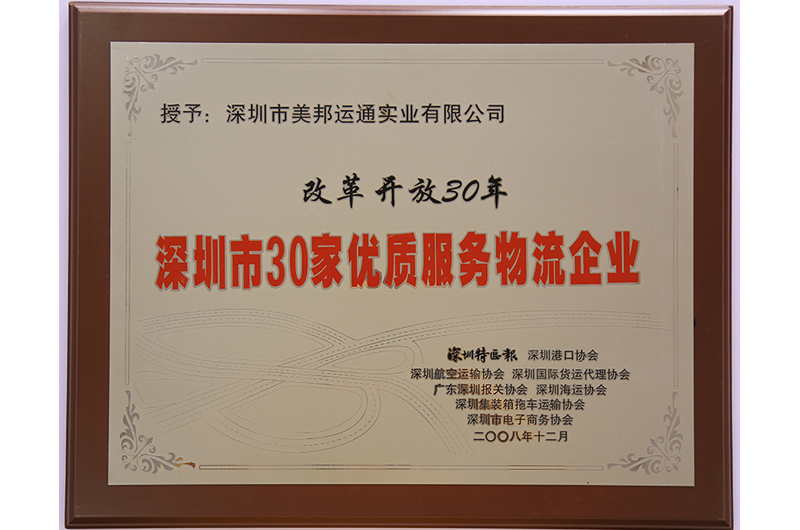 授予：深圳市美邦运通实业有限公司
改革开放30年
深圳市30家优质服务物流企业
深圳特区报 深圳港口协会
深圳航空运输协会 深圳国际货运代理协会
广东深圳报关协会 深圳海运协会
深圳集装箱拖车运输协会
深圳市电子商务协会
二〇〇八年十二月